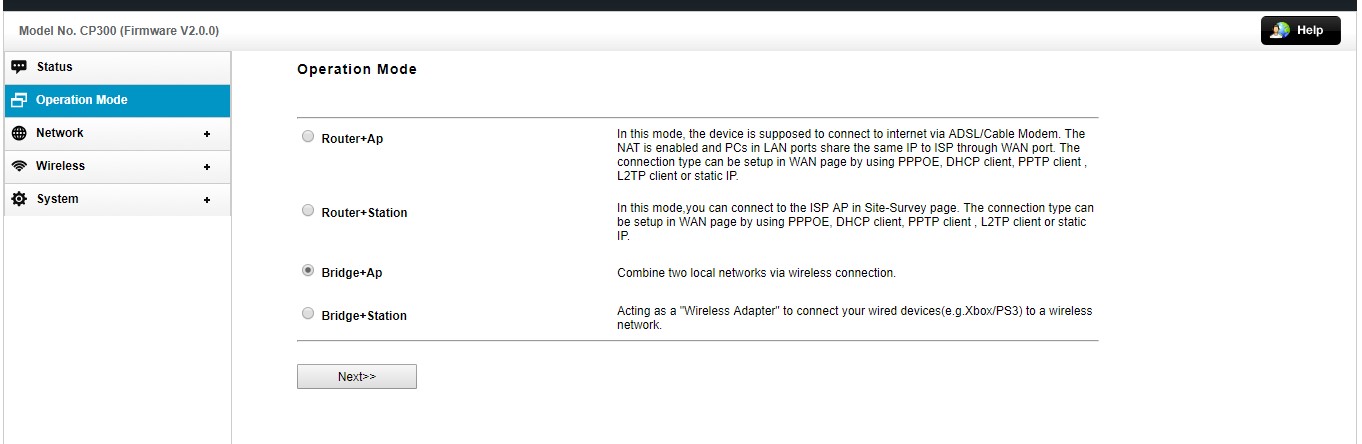 Model No. CP300 (Firmware V2.0.0)
Help
Status
Operation Mode
Network
Wireless
System
Operation Mode
Router+Ap
In this mode, the device is supposed to connect to internet via ADSL/Cable Modem. The
NAT is enabled and PCs in LAN ports share the same IP to ISP through WAN port. The
connection type can be setup in WAN page by using PPPOE, DHCP client, PPTP client ,
L2TP client or static IP.
Router+Station
In this mode,you can connect to the ISP AP in Site-Survey page. The connection type can
be setup in WAN page by using PPPOE, DHCP client, PPTP client , L2TP client or static
IP.
Bridge+Ap
Combine two local networks via wireless connection.
Bridge+Station
Acting as a "Wireless Adapter" to connect your wired devices(e.g.Xbox/PS3) to a wireless
network.
Next>>